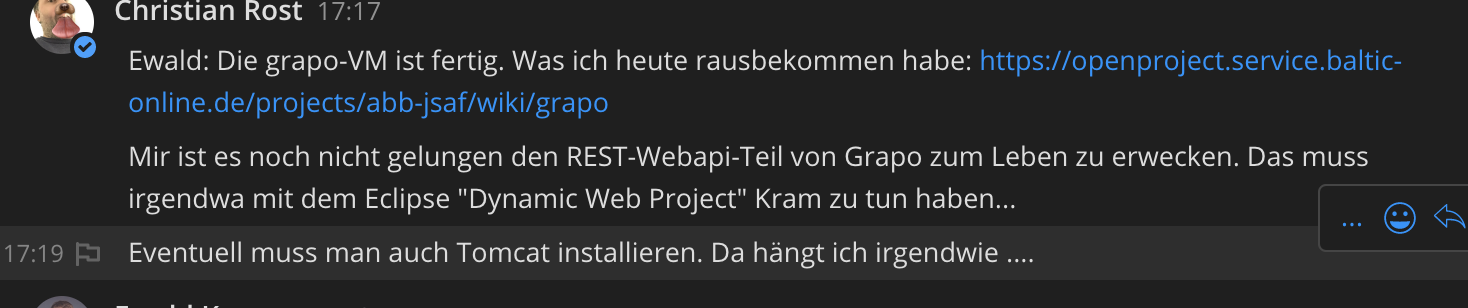 Christian Rost 17:17
Ewald: Die grapo-VM ist fertig. Was ich heute rausbekommen habe: https://openproject.service.baltic-
online.de/projects/abb-jsaf/wiki/grapo
Mir ist es noch nicht gelungen den REST-Webapi-Teil von Grapo zum Leben zu erwecken. Das muss
irgendwa mit dem Eclipse "Dynamic Web Project" Kram zu tun haben...
17:19 Eventuell muss man auch Tomcat installieren. Da hängt ich irgendwie ....